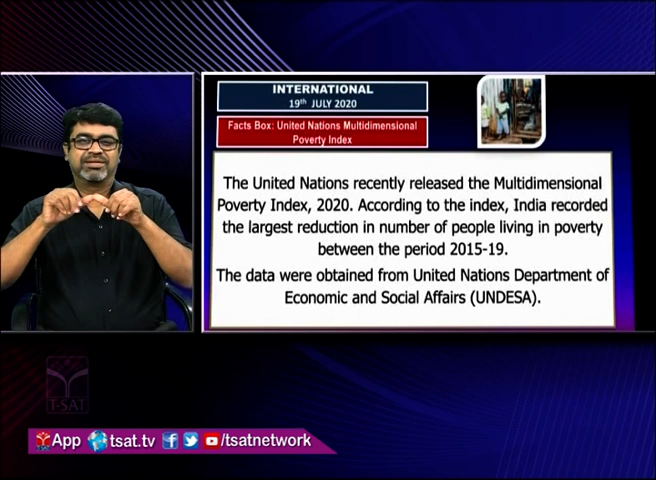 INTERNATIONAL
19th JULY 2020
Facts Box: United Nations Multidimensional
Poverty Index
The United Nations recently released the Multidimensional
Poverty Index, 2020. According to the index, India recorded
the largest reduction in number of people living in poverty
between the period 2015-19.
The data were obtained from United Nations Department of
Economic and Social Affairs (UNDESA).
T-SAT
App tsat.tv /tsatnetwork